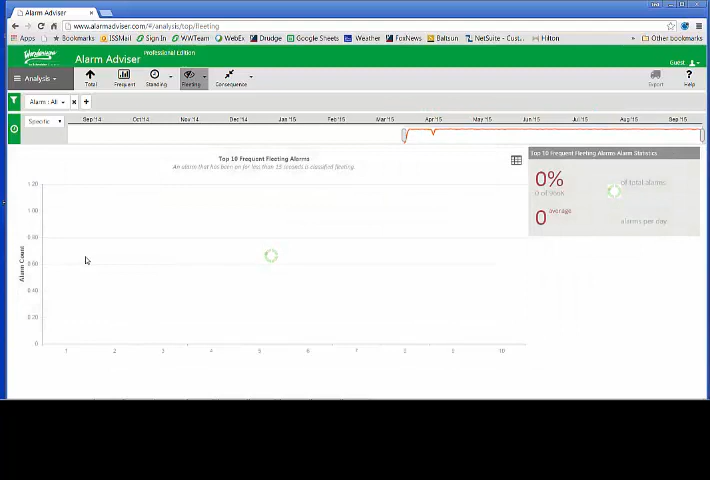 Alarm Adviser
www.alarmadviser.com/#/analysis/top/fleeting
Apps Bookmarks ISSMail Sign In WWTeam WebEx Drudge Google Sheets Weather FoxNews Baltsun NetSuite - Cust... Hilton » Other bookmarks
Wonderware Alarm Adviser Professional Edition
Guest
Analysis Total Frequent Standing Fleeting Consequence Export Help
Alarm : All × +
Specific Sep'14 Oct'14 Nov'14 Dec'14 Jan'15 Feb'15 Mar'15 Apr'15 May'15 Jun'15 Jul'15 Aug'15 Sep'15
Top 10 Frequent Fleeting Alarms
An alarm that has been on for less than 15 seconds is classified fleeting.
Alarm Count
1.20
1.00
0.80
0.60
0.40
0.20
0
1 2 3 4 5 6 7 8 9 10
Top 10 Frequent Fleeting Alarms Alarm Statistics
0% of total alarms
0 of 966k
0 average alarms per day